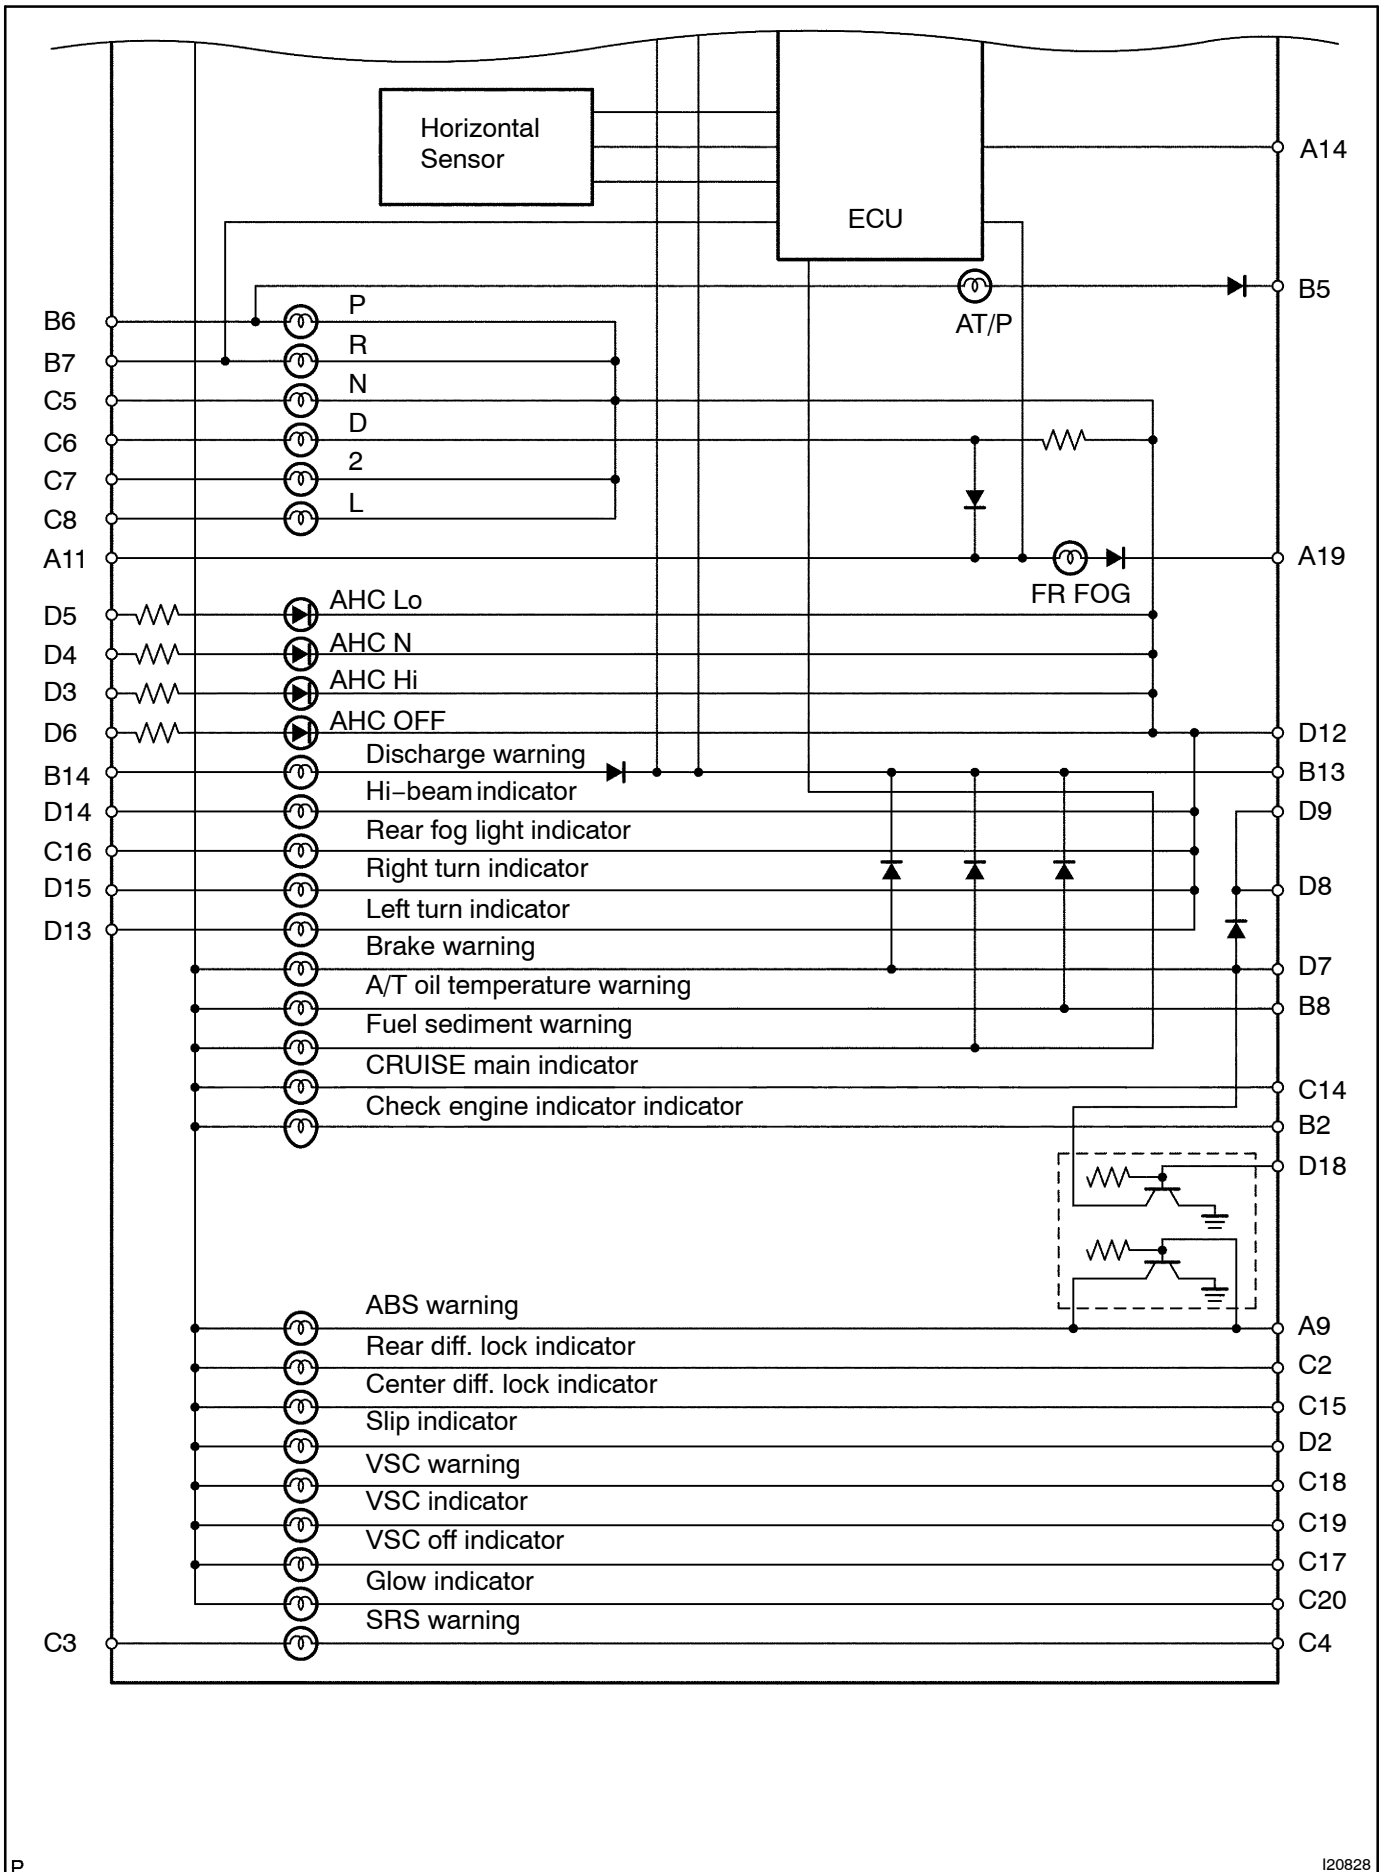 Horizontal
Sensor
ECU
A14
B5
AT/P
B6
P
B7
R
C5
N
C6
D
C7
2
C8
L
A11
A19
FR FOG
D5
AHC Lo
D4
AHC N
D3
AHC Hi
D6
AHC OFF
D12
B14
Discharge warning
B13
D14
Hi–beam indicator
D9
C16
Rear fog light indicator
D15
Right turn indicator
D8
D13
Left turn indicator
Brake warning
D7
A/T oil temperature warning
B8
Fuel sediment warning
CRUISE main indicator
C14
Check engine indicator indicator
B2
D18
ABS warning
A9
Rear diff. lock indicator
C2
Center diff. lock indicator
C15
Slip indicator
D2
VSC warning
C18
VSC indicator
C19
VSC off indicator
C17
Glow indicator
C20
SRS warning
C3
C4
P
I20828